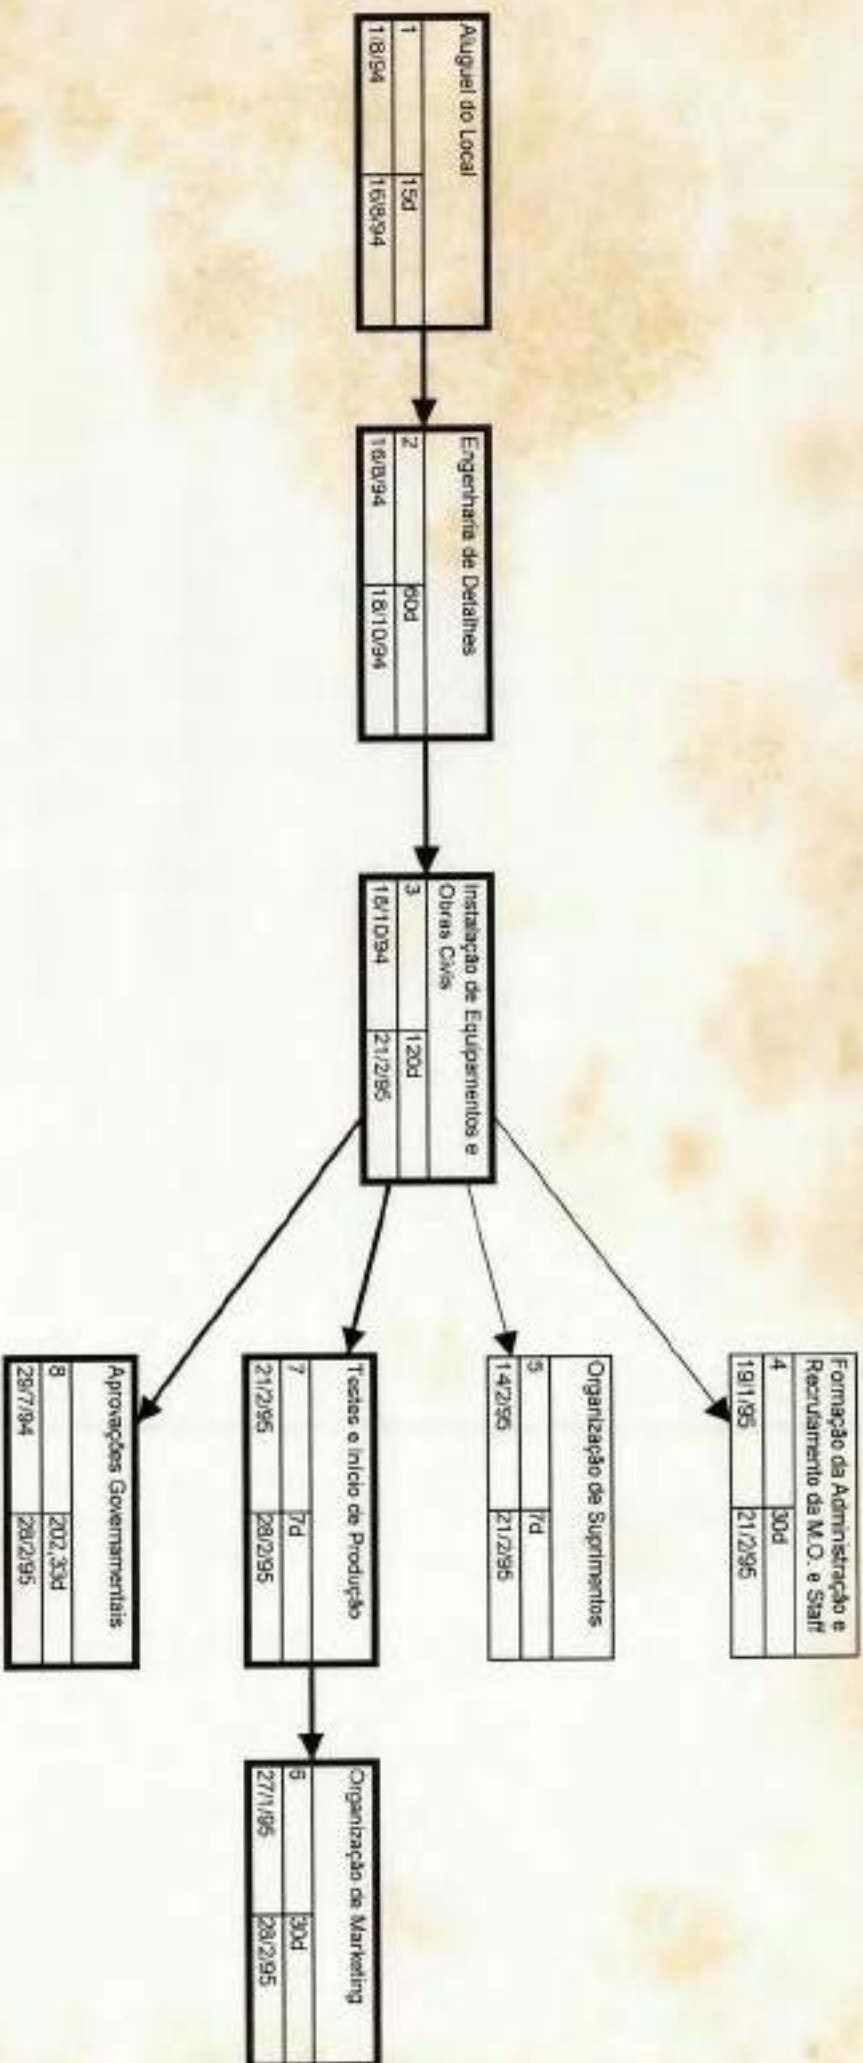 Aluguel do Local
1 15d
1/8/94 16/8/94
Engenharia de Detalhes
2 60d
16/8/94 18/10/94
Instalação de Equipamentos e
Obras Civis
3 120d
18/10/94 21/2/95
Formação da Administração e
Recrutamento da M.O. e Staff
4 30d
19/1/95 21/2/95
Organização de Suprimentos
5 7d
14/2/95 21/2/95
Testes e Início de Produção
7 7d
21/2/95 28/2/95
Aprovações Governamentais
8 202,33d
29/7/94 28/2/95
Organização de Marketing
6 30d
27/1/95 28/2/95